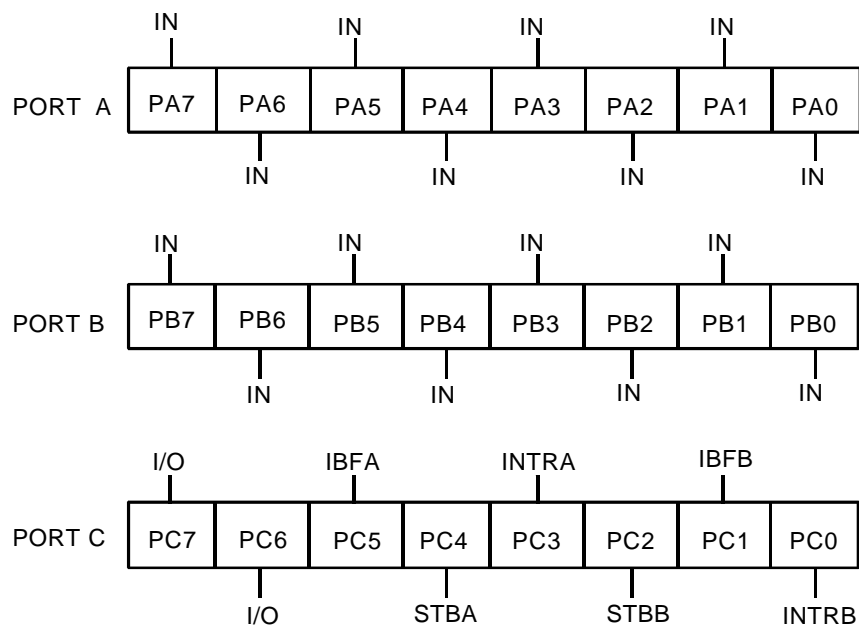 IN IN IN IN
PORT A PA7 PA6 PA5 PA4 PA3 PA2 PA1 PA0
IN IN IN IN
IN IN IN IN
PORT B PB7 PB6 PB5 PB4 PB3 PB2 PB1 PB0
IN IN IN IN
I/O IBFA INTRA IBFB
PORT C PC7 PC6 PC5 PC4 PC3 PC2 PC1 PC0
I/O STBA STBB INTRB